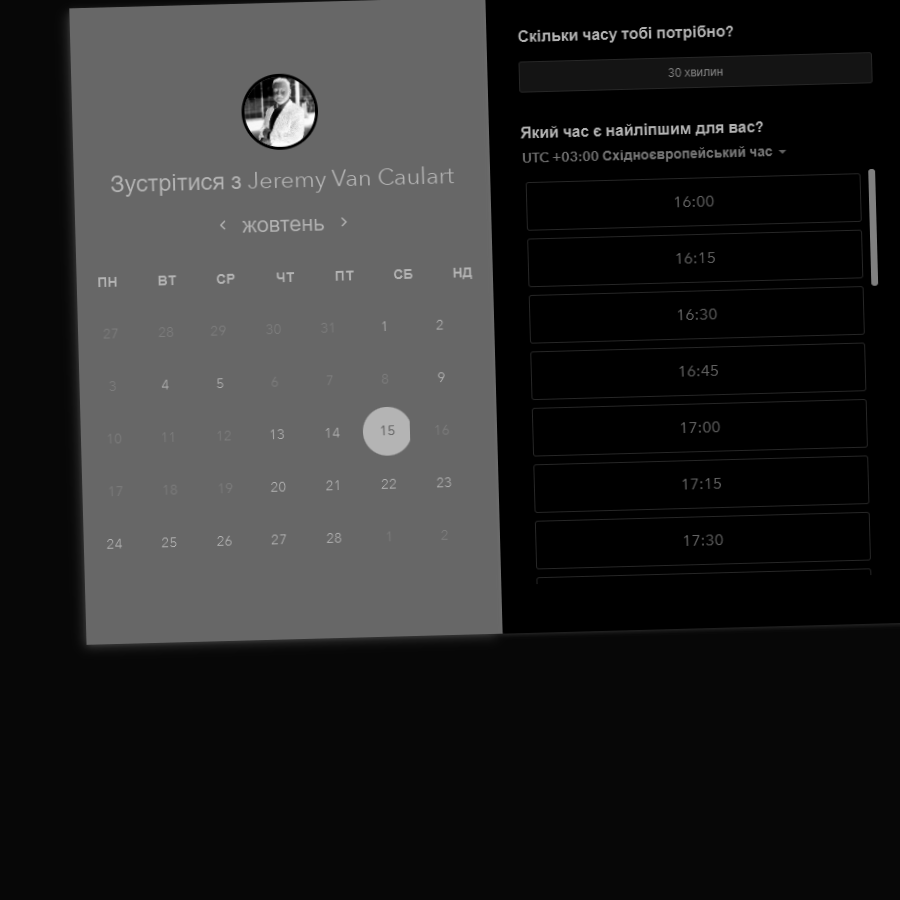 Зустрітися з Jeremy Van Caulart
жовтень
ПН ВТ СР ЧТ ПТ СБ НД
27 28 29 30 31 1 2
3 4 5 6 7 8 9
10 11 12 13 14 15 16
17 18 19 20 21 22 23
24 25 26 27 28 1 2
Скільки часу тобі потрібно?
30 хвилин
Який час є найліпшим для вас?
UTC +03:00 Східноєвропейський час
16:00
16:15
16:30
16:45
17:00
17:15
17:30